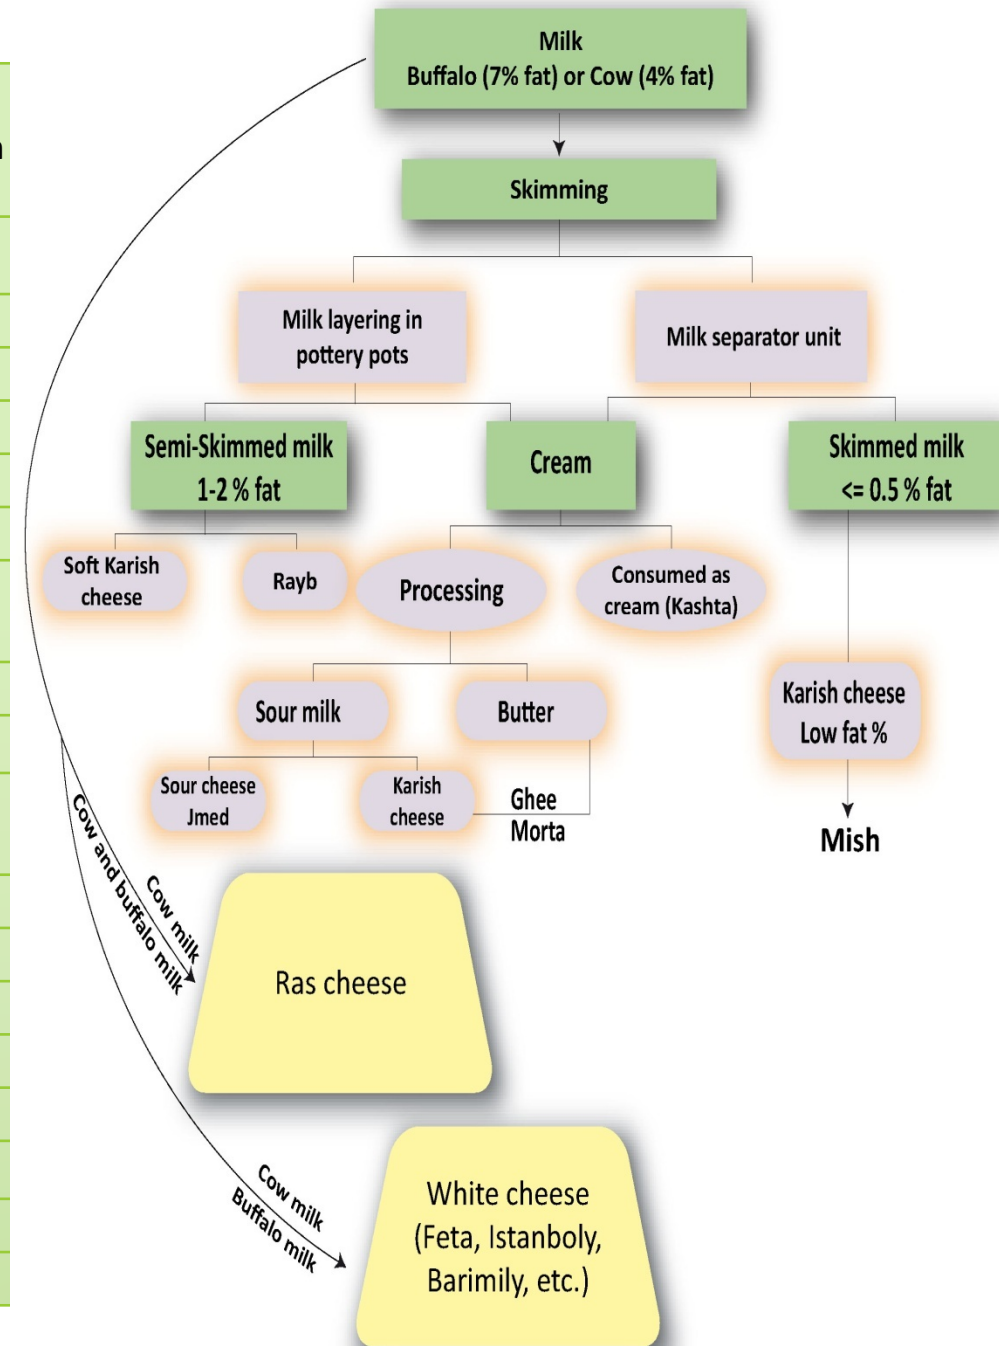 Milk
Buffalo (7% fat) or Cow (4% fat)
Skimming
Milk layering in
pottery pots
Milk separator unit
Semi-Skimmed milk
1-2 % fat
Cream
Skimmed milk
<= 0.5 % fat
Soft Karish
cheese
Rayb
Processing
Consumed as
cream (Kashta)
Sour milk
Butter
Karish cheese
Low fat %
Sour cheese
Jmed
Karish
cheese
Ghee
Morta
Mish
Cow milk
Cow and buffalo milk
Ras cheese
Cow milk
Buffalo milk
White cheese
(Feta, Istanboly,
Barimily, etc.)